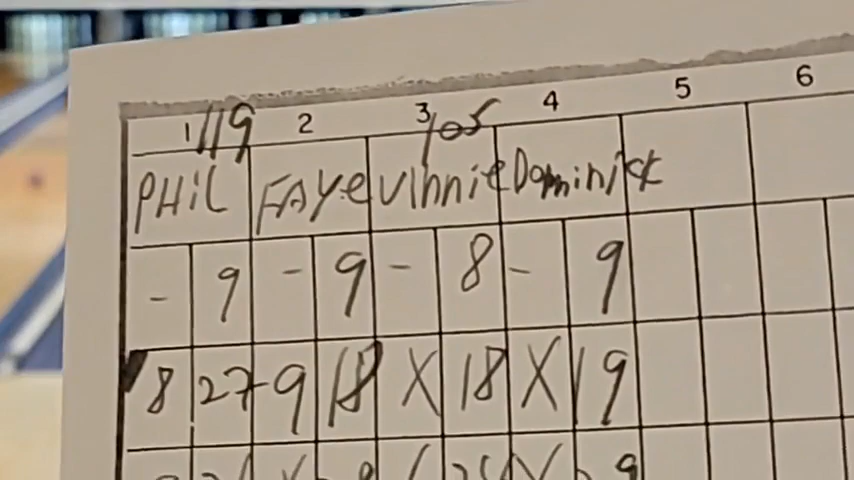 1 119 2 3 105 4 5 6
PHIL FAYE Vinnie Dominick
- 9 - 9 - 8 - 9
8 27 9 18 X 18 X 19